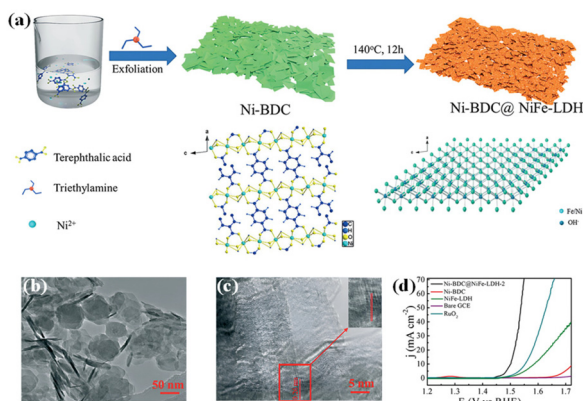 (a)
Exfoliation
140°C, 12h
Ni-BDC
Ni-BDC@ NiFe-LDH
Terephthalic acid
Triethylamine
Ni²⁺
a
c
C
H
O
Ni
Fe/Ni
OH⁻
(b)
50 nm
(c)
5 nm
(d)
Ni-BDC@NiFe-LDH-2
Ni-BDC
NiFe-LDH
Bare GCE
RuO₂
j (mA cm⁻²)
70
60
50
40
30
20
10
0
1.2 1.3 1.4 1.5 1.6 1.7